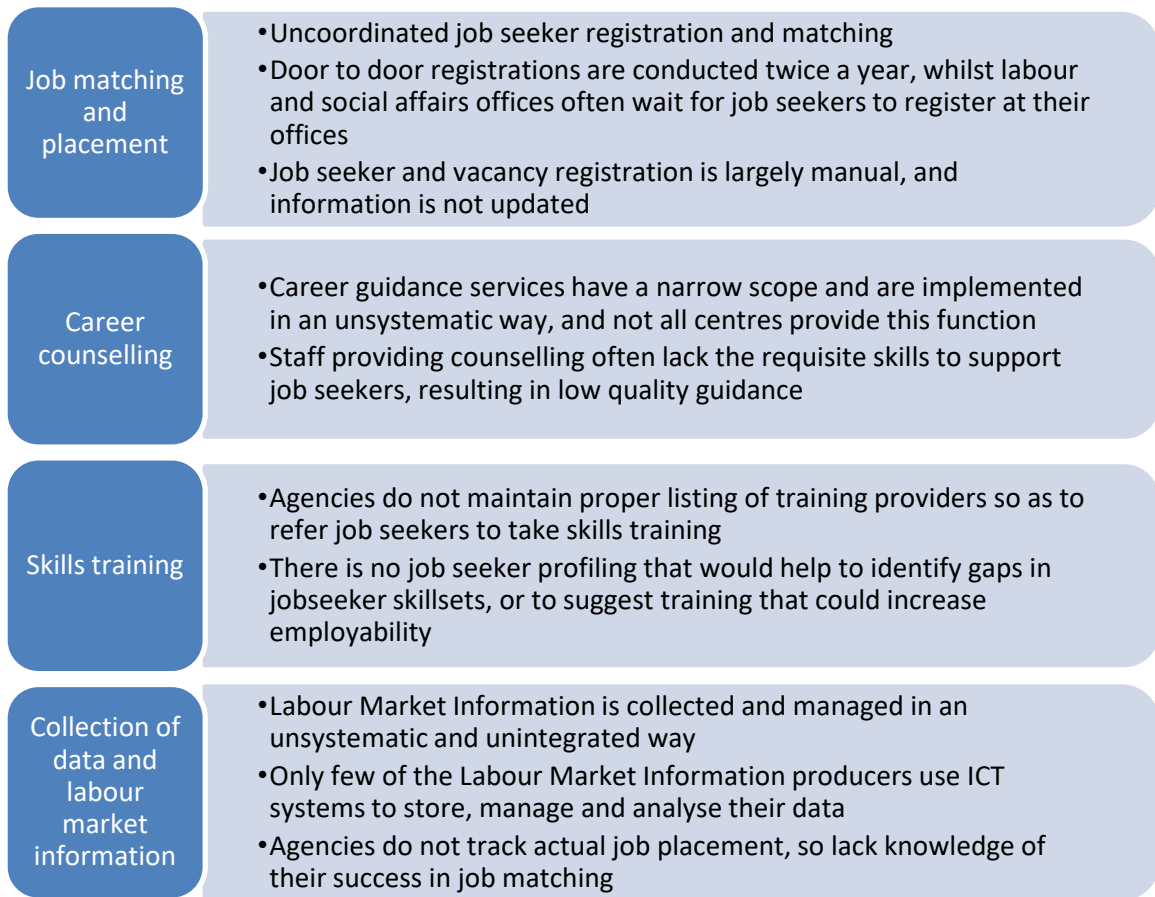 Job matching
and
placement
•Uncoordinated job seeker registration and matching
•Door to door registrations are conducted twice a year, whilst labour
and social affairs offices often wait for job seekers to register at their
offices
•Job seeker and vacancy registration is largely manual, and
information is not updated
Career
counselling
•Career guidance services have a narrow scope and are implemented
in an unsystematic way, and not all centres provide this function
•Staff providing counselling often lack the requisite skills to support
job seekers, resulting in low quality guidance
Skills training
•Agencies do not maintain proper listing of training providers so as to
refer job seekers to take skills training
•There is no job seeker profiling that would help to identify gaps in
jobseeker skillsets, or to suggest training that could increase
employability
Collection of
data and
labour
market
information
•Labour Market Information is collected and managed in an
unsystematic and unintegrated way
•Only few of the Labour Market Information producers use ICT
systems to store, manage and analyse their data
•Agencies do not track actual job placement, so lack knowledge of
their success in job matching